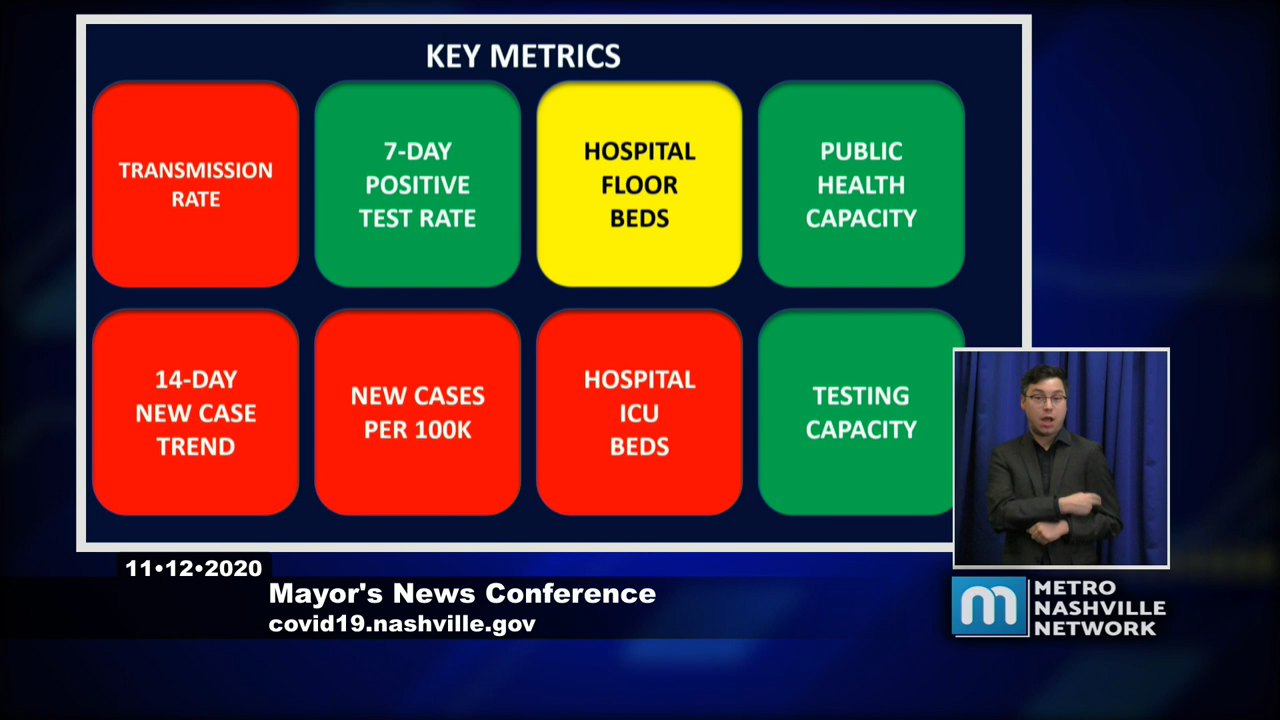 KEY METRICS
TRANSMISSION
RATE
7-DAY
POSITIVE
TEST RATE
HOSPITAL
FLOOR
BEDS
PUBLIC
HEALTH
CAPACITY
14-DAY
NEW CASE
TREND
NEW CASES
PER 100K
HOSPITAL
ICU
BEDS
TESTING
CAPACITY
11•12•2020
Mayor's News Conference
covid19.nashville.gov
m
METRO
NASHVILLE
NETWORK